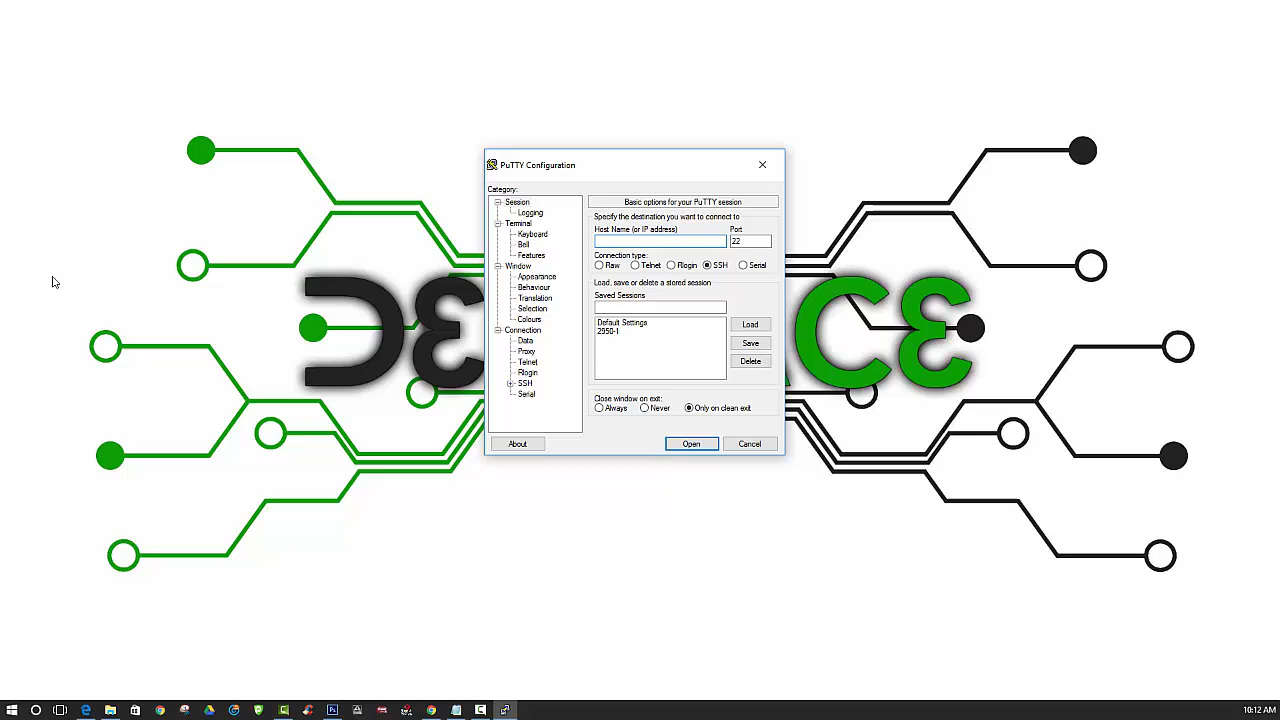 PuTTY Configuration
Category:
Session
Logging
Terminal
Keyboard
Bell
Features
Window
Appearance
Behaviour
Translation
Selection
Colours
Connection
Data
Proxy
Telnet
Rlogin
SSH
Serial
About
Basic options for your PuTTY session
Specify the destination you want to connect to
Host Name (or IP address) Port
22
Connection type:
Raw Telnet Rlogin SSH Serial
Load, save or delete a stored session
Saved Sessions
Default Settings
2950-1
Load
Save
Delete
Close window on exit:
Always Never Only on clean exit
Open Cancel
10:12 AM